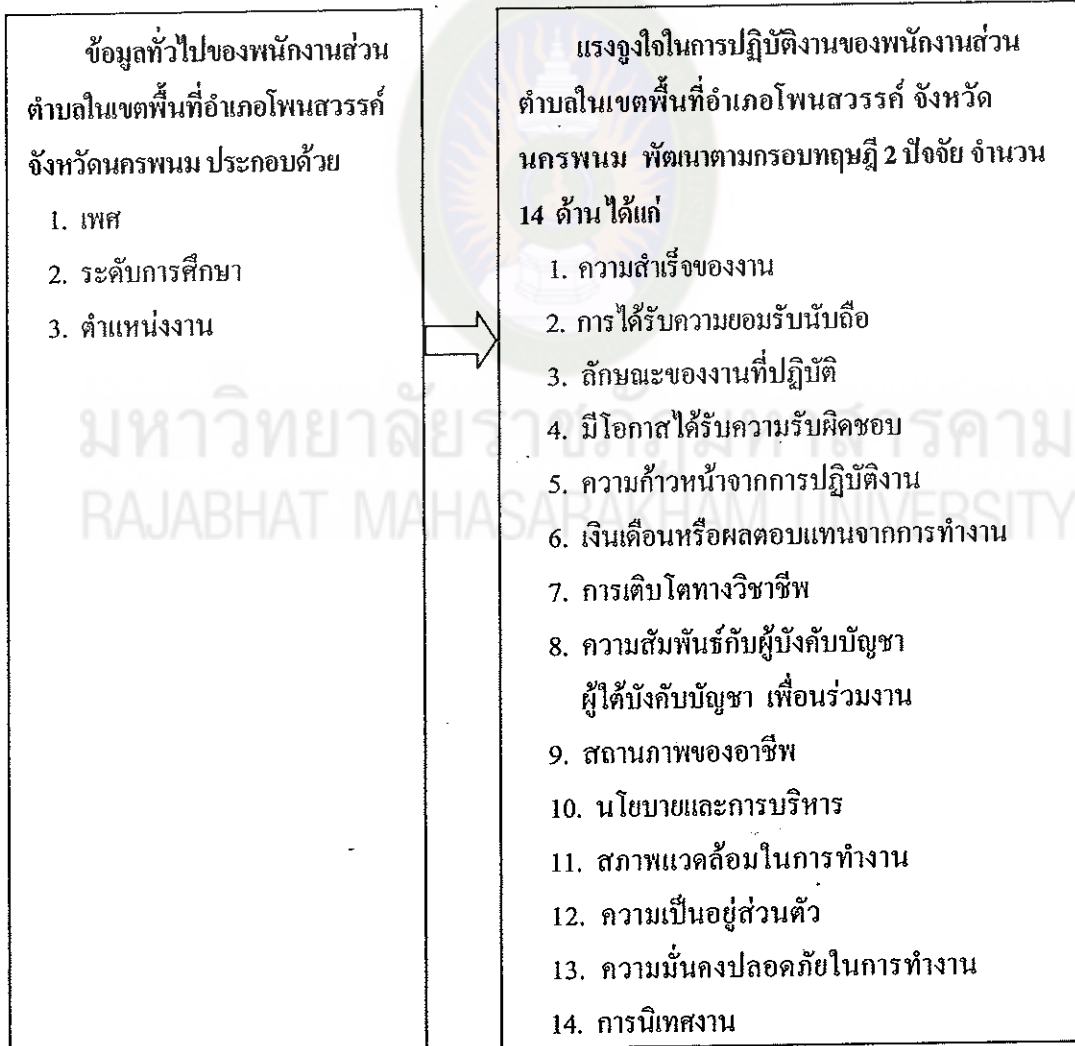 ข้อมูลทั่วไปของพนักงานส่วน
ตำบลในเขตพื้นที่อำเภอโพนสวรรค์
จังหวัดนครพนม ประกอบด้วย
1. เพศ
2. ระดับการศึกษา
3. ตำแหน่งงาน
แรงจูงใจในการปฏิบัติงานของพนักงานส่วน
ตำบลในเขตพื้นที่อำเภอโพนสวรรค์ จังหวัด
นครพนม พัฒนาตามกรอบทฤษฎี 2 ปัจจัย จำนวน
14 ด้าน ได้แก่
1. ความสำเร็จของงาน
2. การได้รับความยอมรับนับถือ
3. ลักษณะของงานที่ปฏิบัติ
4. มีโอกาสได้รับความรับผิดชอบ
5. ความก้าวหน้าจากการปฏิบัติงาน
6. เงินเดือนหรือผลตอบแทนจากการทำงาน
7. การเติบโตทางวิชาชีพ
8. ความสัมพันธ์กับผู้บังคับบัญชา
ผู้ใต้บังคับบัญชา เพื่อนร่วมงาน
9. สถานภาพของอาชีพ
10. นโยบายและการบริหาร
11. สภาพแวดล้อมในการทำงาน
12. ความเป็นอยู่ส่วนตัว
13. ความมั่นคงปลอดภัยในการทำงาน
14. การนิเทศงาน
มหาวิทยาลัยราชภัฏมหาสารคาม
RAJABHAT MAHASARAKHAM UNIVERSITY